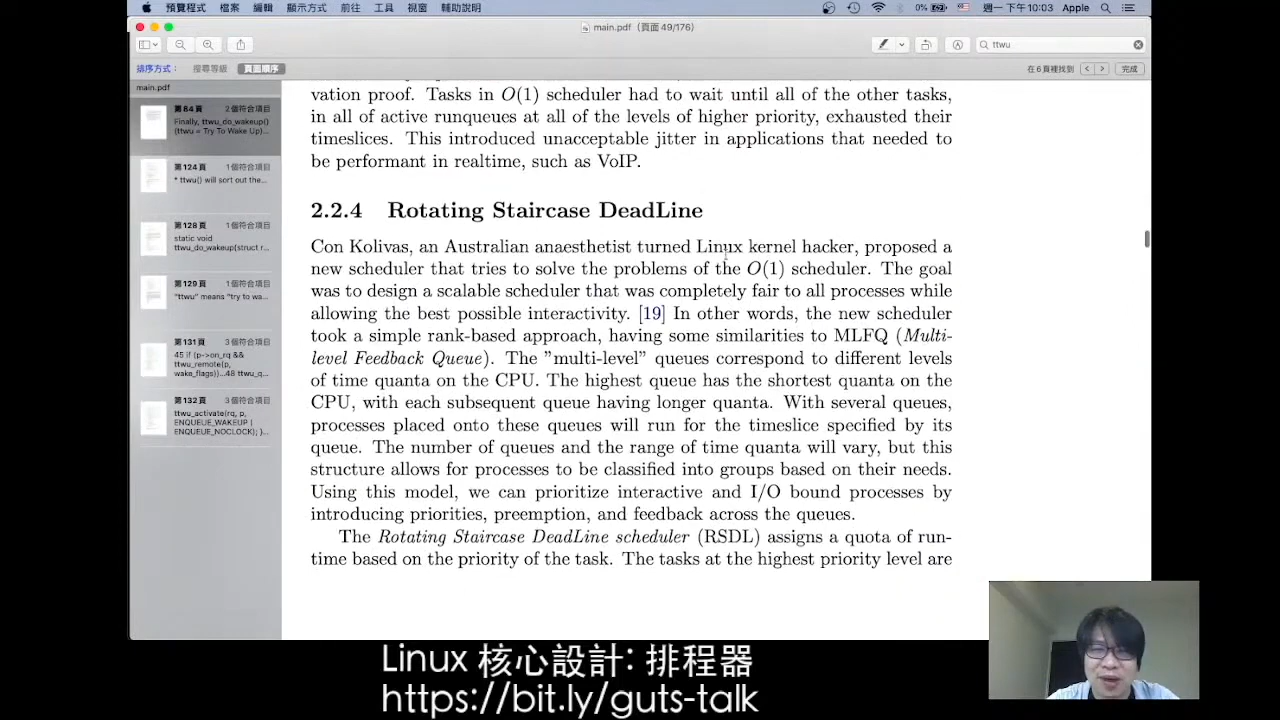 預覽程式 檔案 編輯 顯示方式 前往 工具 視窗 輔助說明 0% 週一下午10:03 Apple
main.pdf（頁面 49/176）
ttwu
排序方式： 搜尋等級 頁面順序 在 6 頁裡找到 完成
main.pdf
第 84 頁 2 個符合項目
Finally, ttwu_do_wakeup()
(ttwu = Try To Wake Up)...
第 124 頁 1 個符合項目
* ttwu() will sort out the...
第 128 頁 1 個符合項目
static void
ttwu_do_wakeup(struct r...
第 129 頁 1 個符合項目
"ttwu" means "try to wa...
第 131 頁 3 個符合項目
45 if (p->on_rq &&
ttwu_remote(p,
wake_flags))...48 ttwu_q...
第 132 頁 3 個符合項目
ttwu_activate(rq, p,
ENQUEUE_WAKEUP |
ENQUEUE_NOCLOCK); }...
vation proof. Tasks in O(1) scheduler had to wait until all of the other tasks,
in all of active runqueues at all of the levels of higher priority, exhausted their
timeslices. This introduced unacceptable jitter in applications that needed to
be performant in realtime, such as VoIP.
2.2.4 Rotating Staircase DeadLine
Con Kolivas, an Australian anaesthetist turned Linux kernel hacker, proposed a
new scheduler that tries to solve the problems of the O(1) scheduler. The goal
was to design a scalable scheduler that was completely fair to all processes while
allowing the best possible interactivity. [19] In other words, the new scheduler
took a simple rank-based approach, having some similarities to MLFQ (Multi-
level Feedback Queue). The ”multi-level” queues correspond to different levels
of time quanta on the CPU. The highest queue has the shortest quanta on the
CPU, with each subsequent queue having longer quanta. With several queues,
processes placed onto these queues will run for the timeslice specified by its
queue. The number of queues and the range of time quanta will vary, but this
structure allows for processes to be classified into groups based on their needs.
Using this model, we can prioritize interactive and I/O bound processes by
introducing priorities, preemption, and feedback across the queues.
The Rotating Staircase DeadLine scheduler (RSDL) assigns a quota of run-
time based on the priority of the task. The tasks at the highest priority level are
Linux 核心設計: 排程器
https://bit.ly/guts-talk